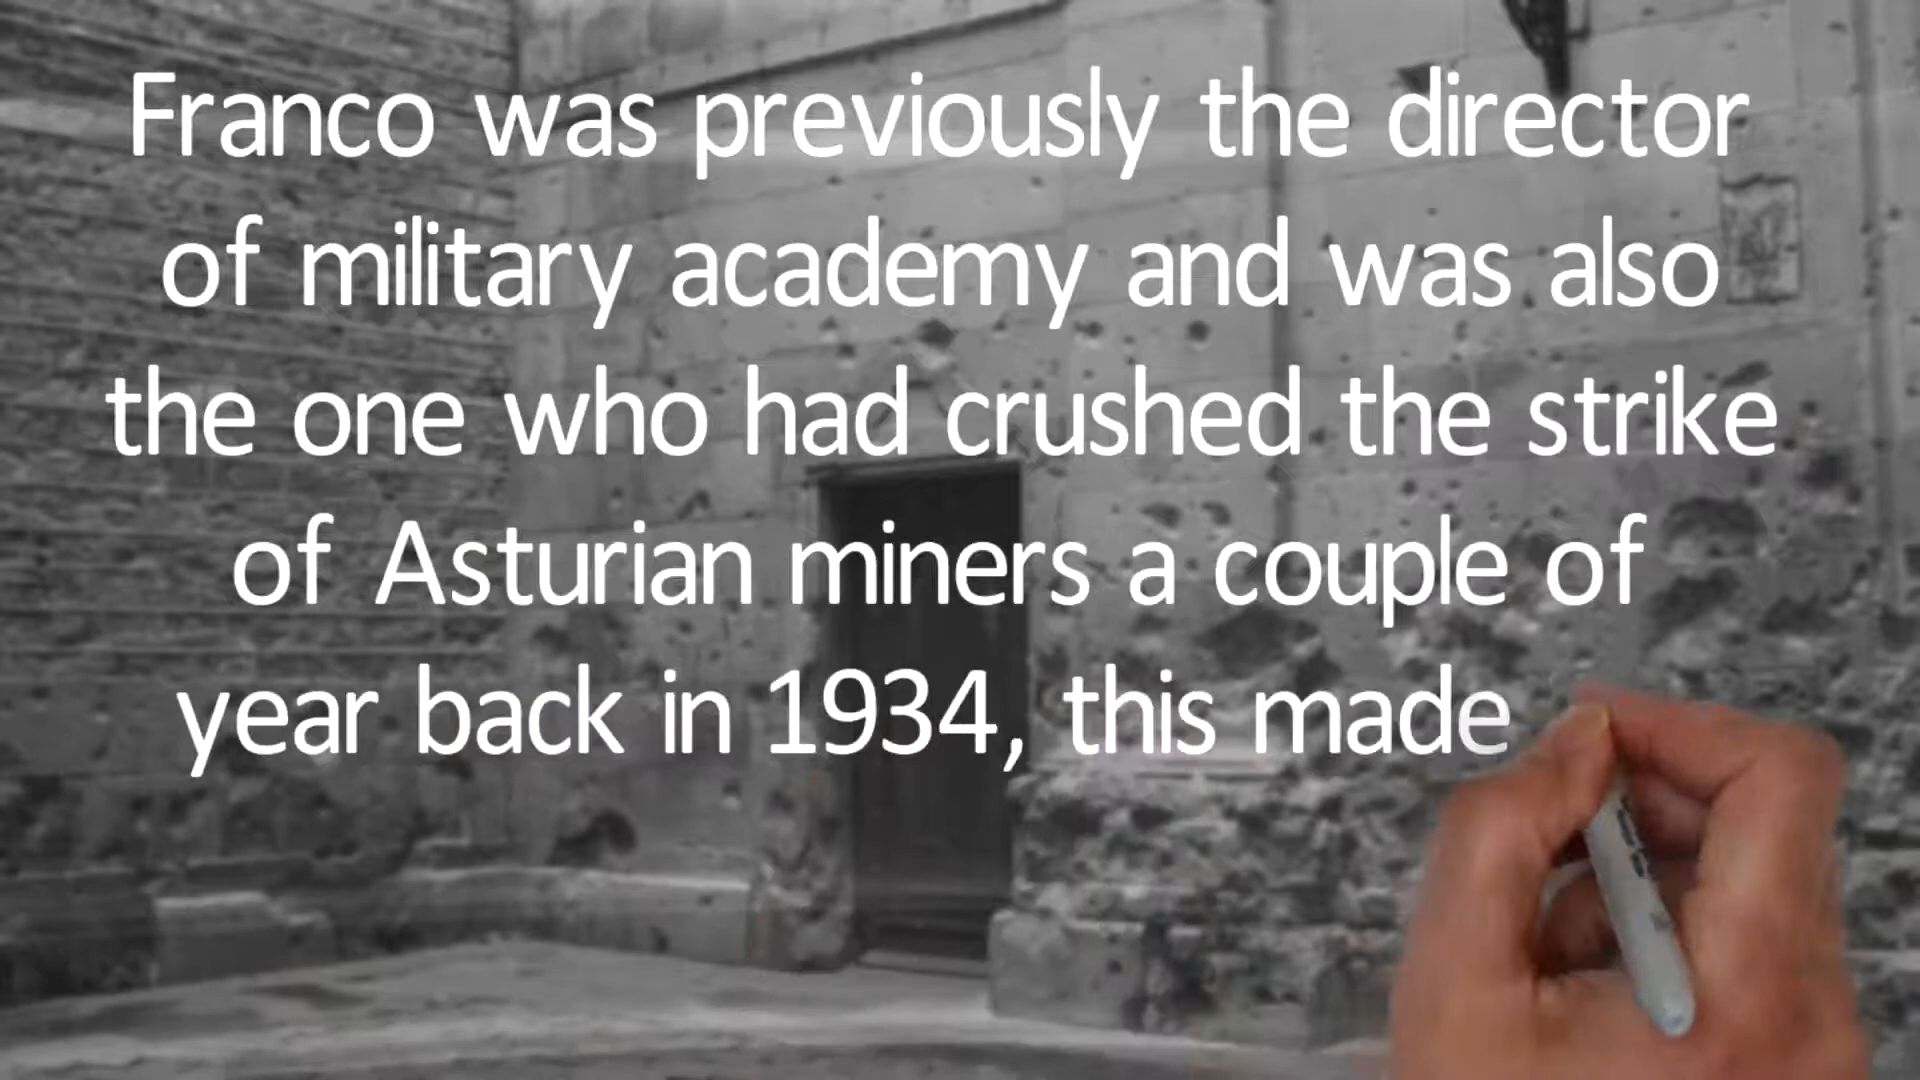 Franco was previously the director
of military academy and was also
the one who had crushed the strike
of Asturian miners a couple of
year back in 1934, this made